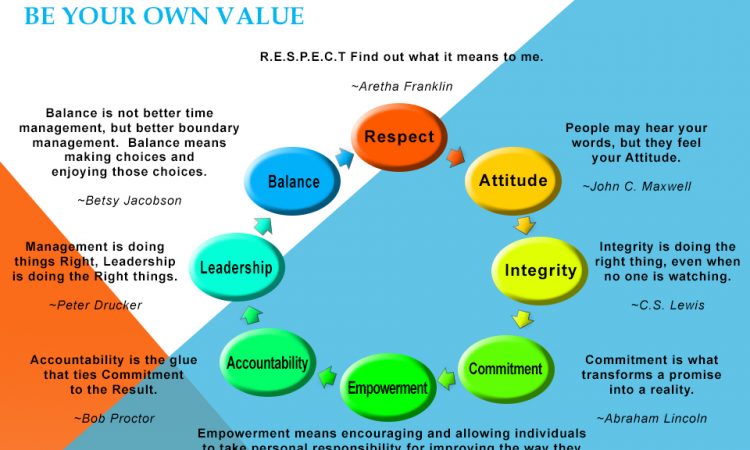 BE YOUR OWN VALUE
R.E.S.P.E.C.T Find out what it means to me.
~Aretha Franklin
Respect
Balance is not better time
management, but better boundary
management. Balance means
making choices and
enjoying those choices.
~Betsy Jacobson
Balance
Attitude
People may hear your
words, but they feel
your Attitude.
~John C. Maxwell
Management is doing
things Right, Leadership
is doing the Right things.
~Peter Drucker
Leadership
Integrity
Integrity is doing the
right thing, even when
no one is watching.
~C.S. Lewis
Accountability is the glue
that ties Commitment
to the Result.
~Bob Proctor
Accountability
Empowerment
Commitment
Commitment is what
transforms a promise
into a reality.
~Abraham Lincoln
Empowerment means encouraging and allowing individuals
to take personal responsibility for improving the way they